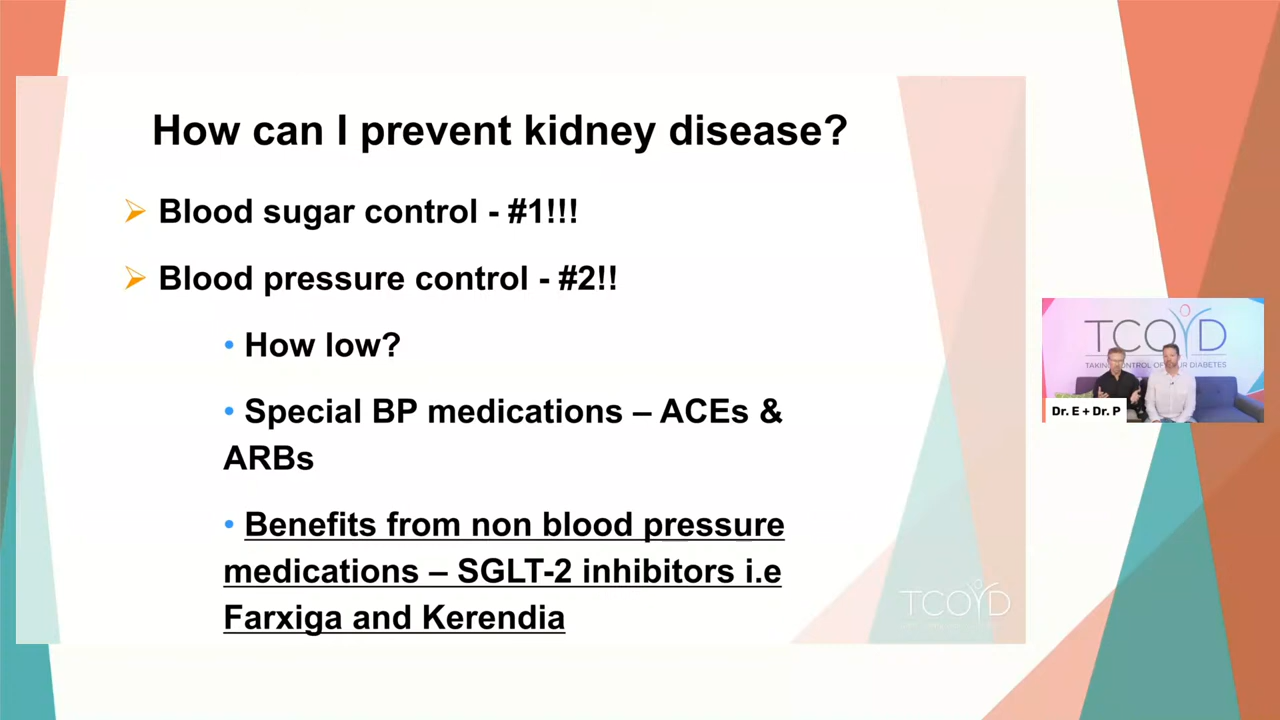 How can I prevent kidney disease?
➢ Blood sugar control - #1!!!
➢ Blood pressure control - #2!!
• How low?
• Special BP medications – ACEs &
ARBs
• Benefits from non blood pressure
medications – SGLT-2 inhibitors i.e
Farxiga and Kerendia
TCOYD
TCOYD
TAKING CONTROL OF YOUR DIABETES
Dr. E + Dr. P